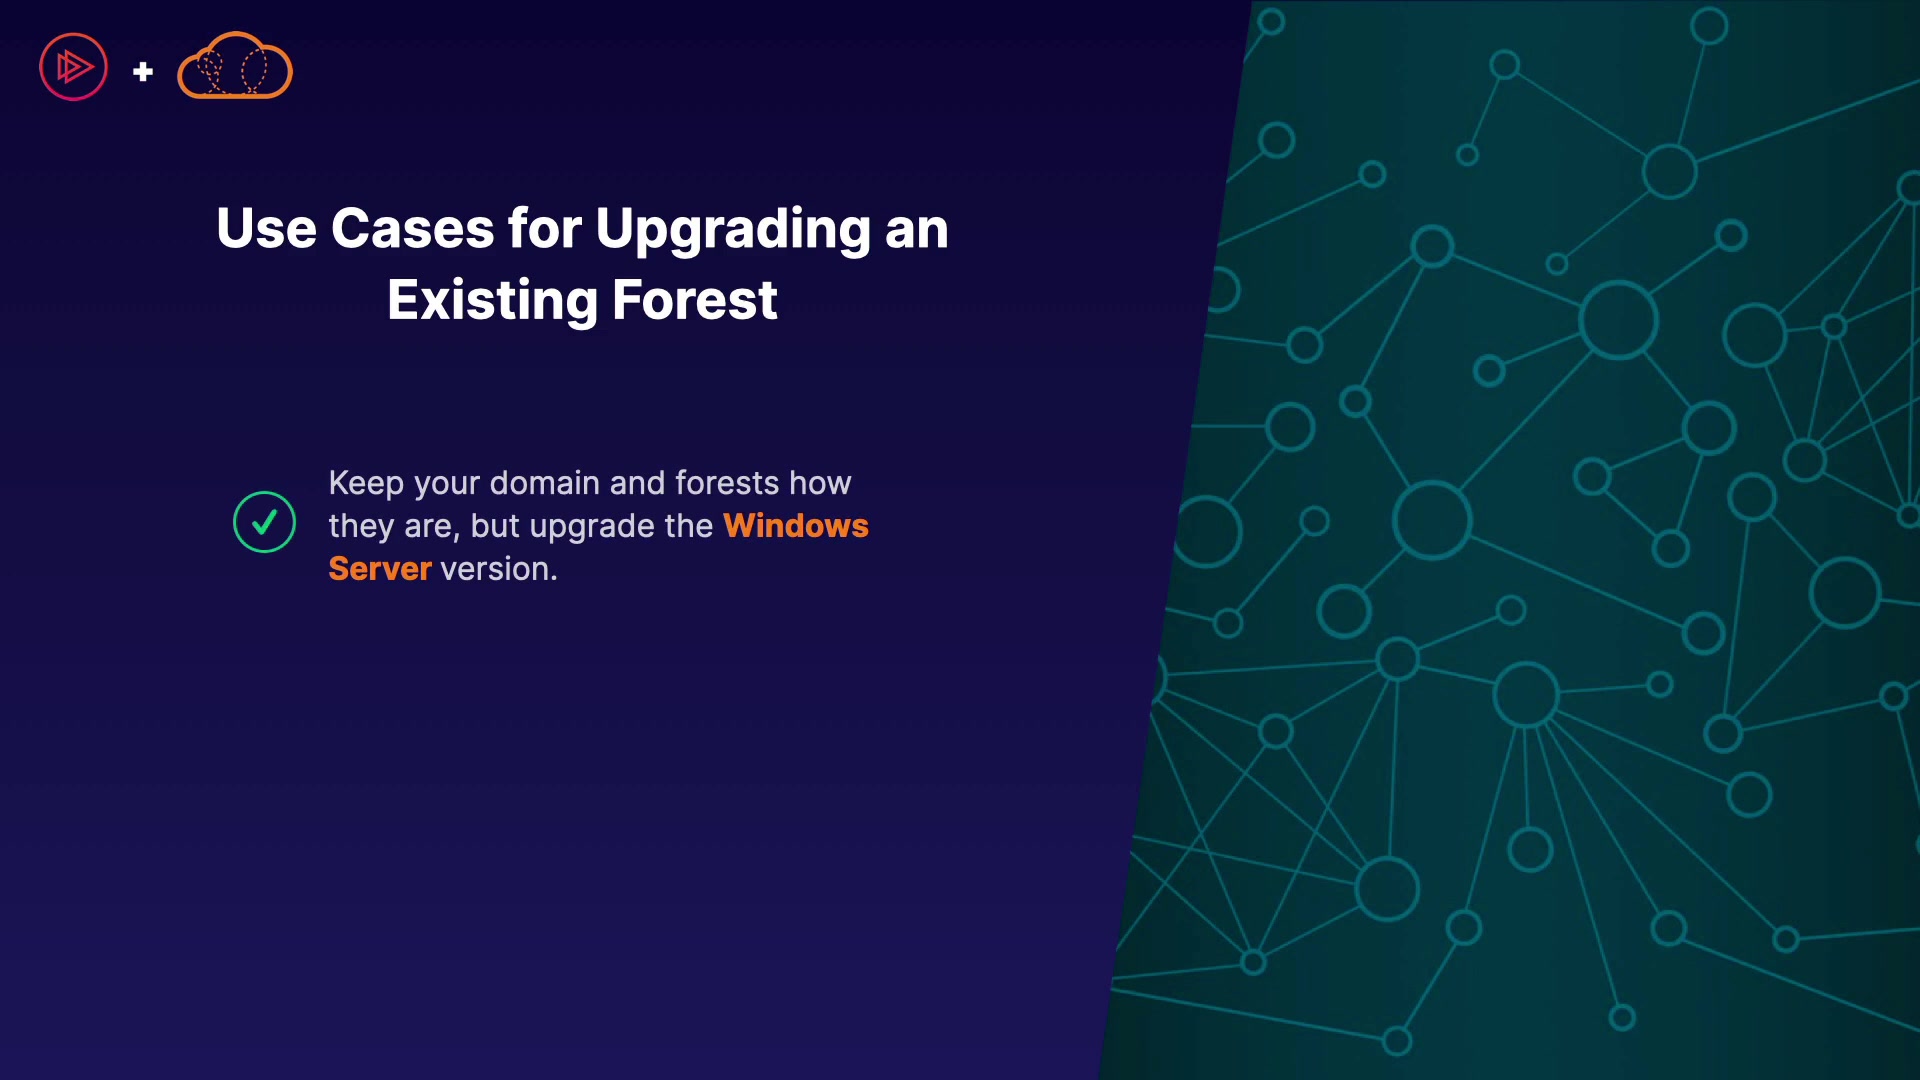 Use Cases for Upgrading an
Existing Forest
Keep your domain and forests how
they are, but upgrade the Windows
Server version.